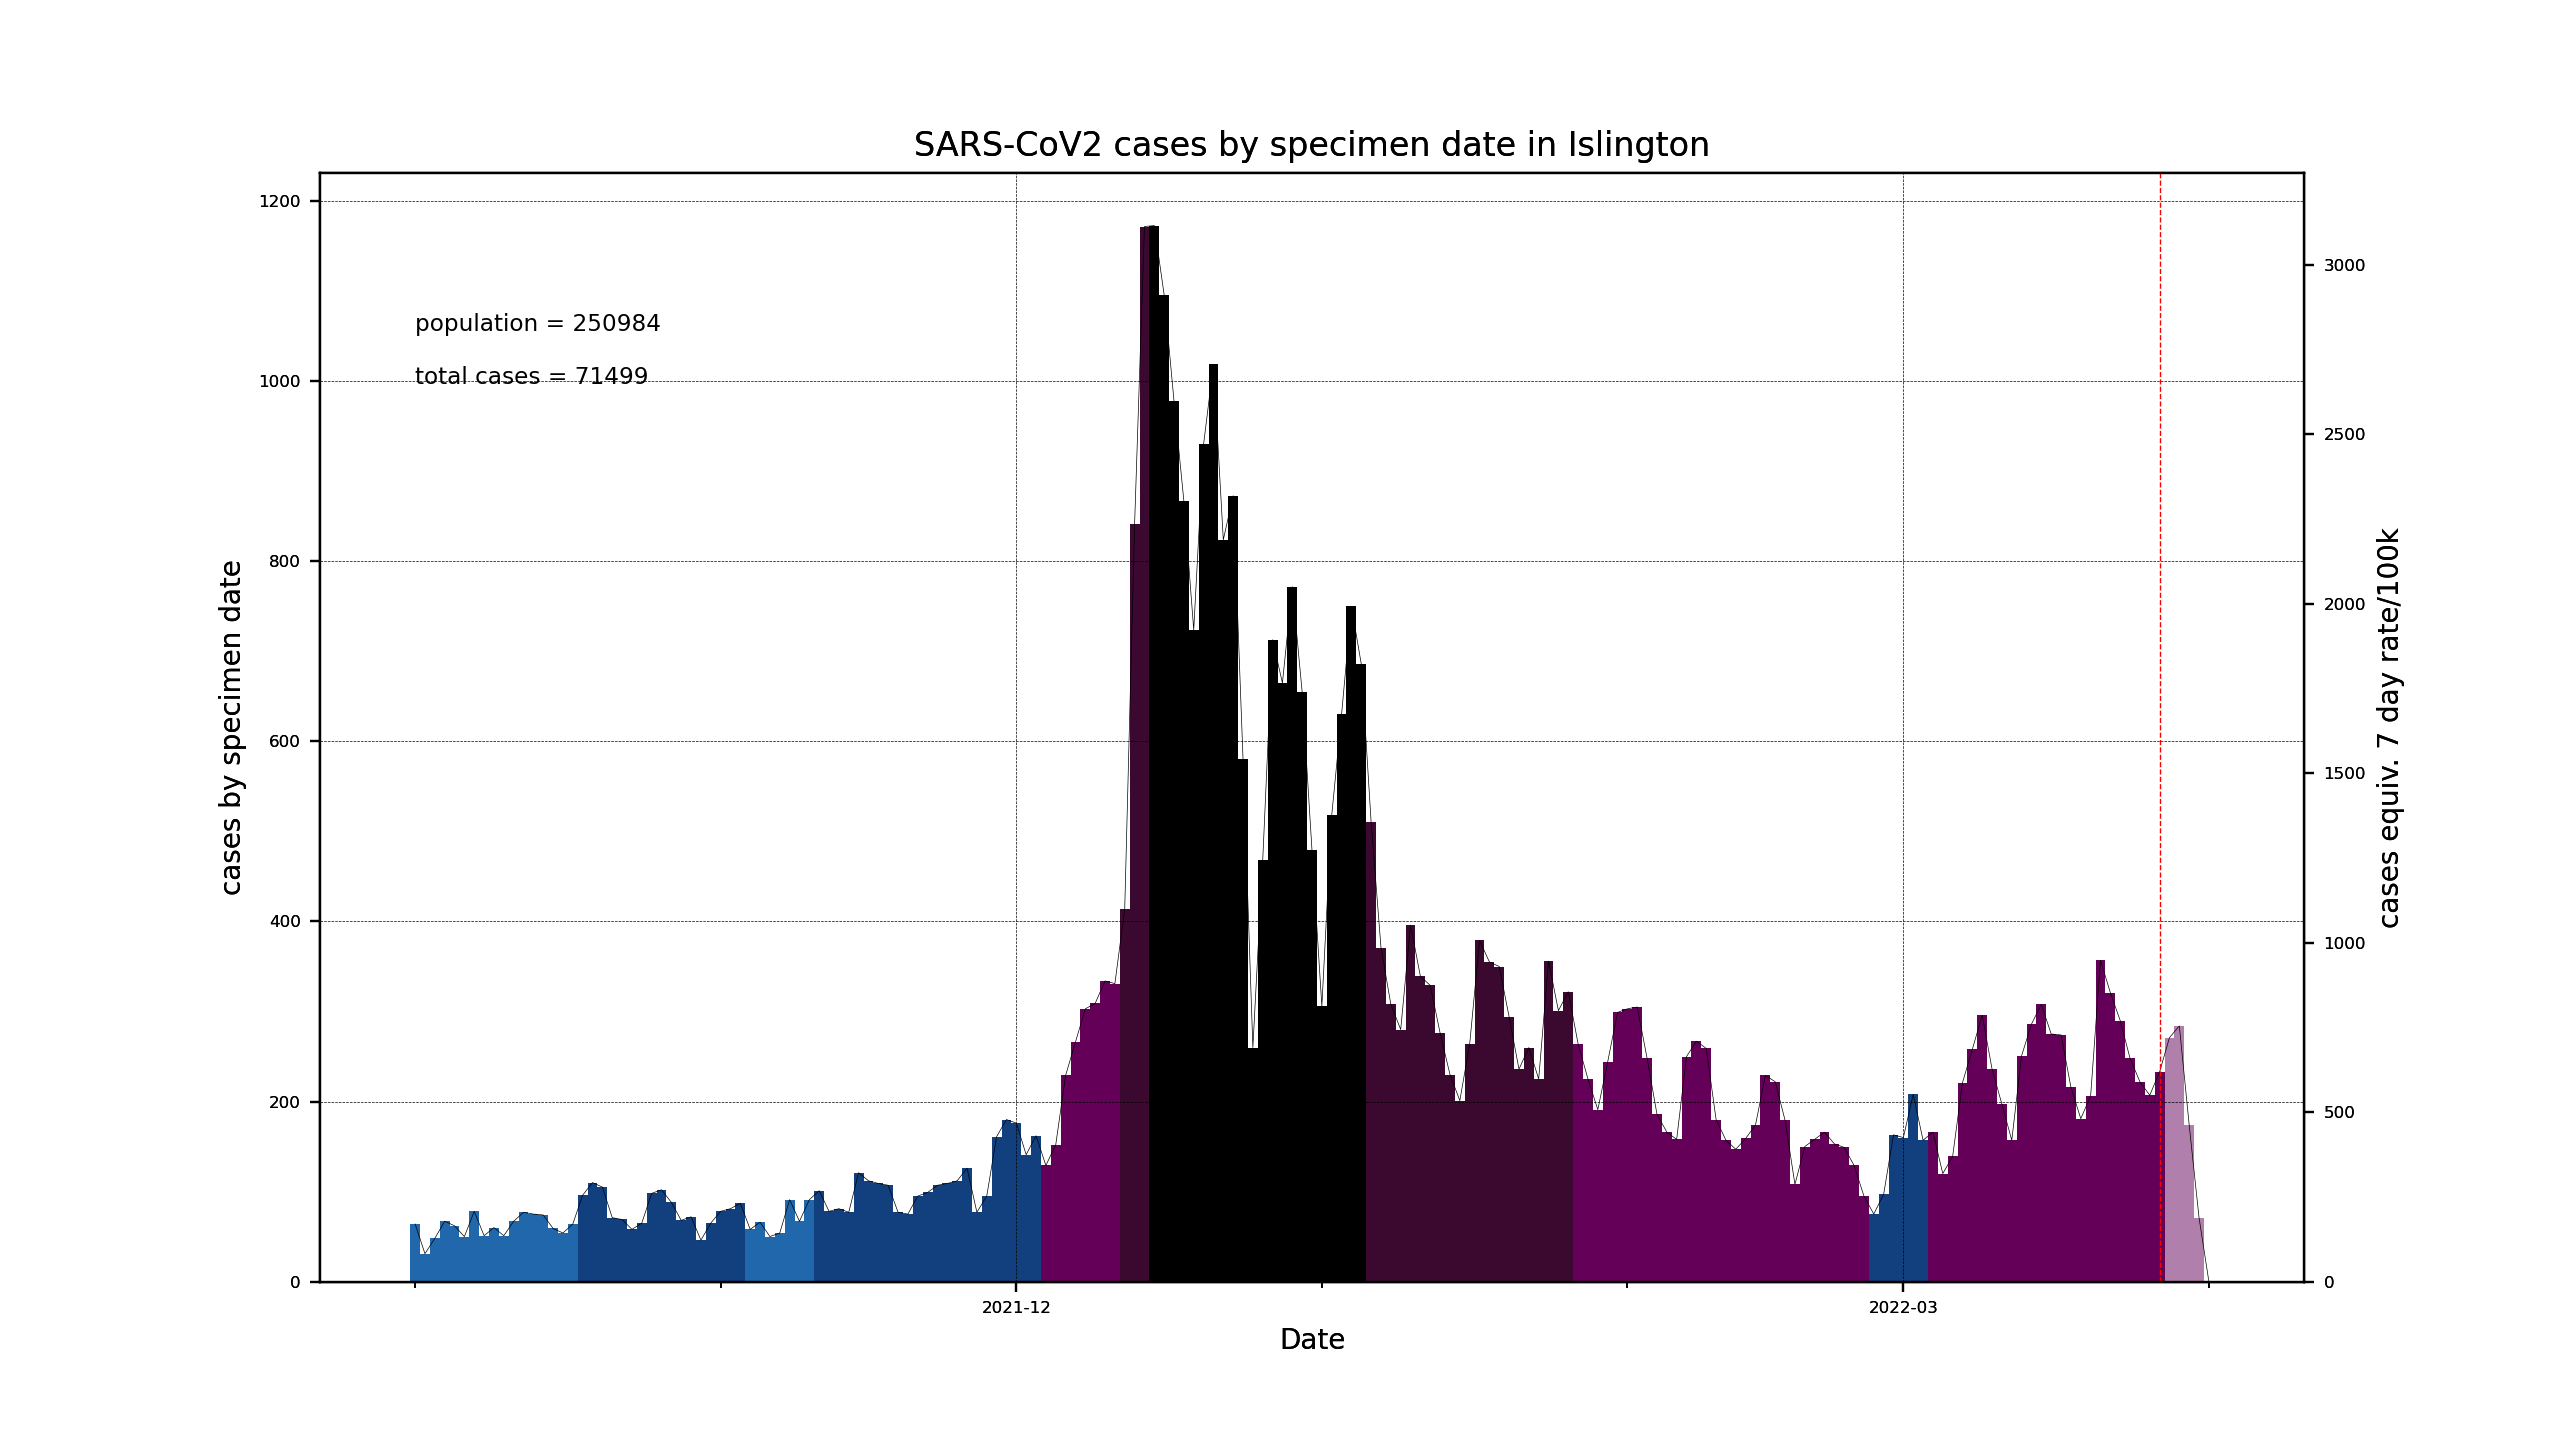 SARS-CoV2 cases by specimen date in Islington
population = 250984
total cases = 71499
cases by specimen date
1200
1000
800
600
400
200
0
3000
2500
2000
1500
1000
500
0
cases equiv. 7 day rate/100k
2021-12
2022-03
Date